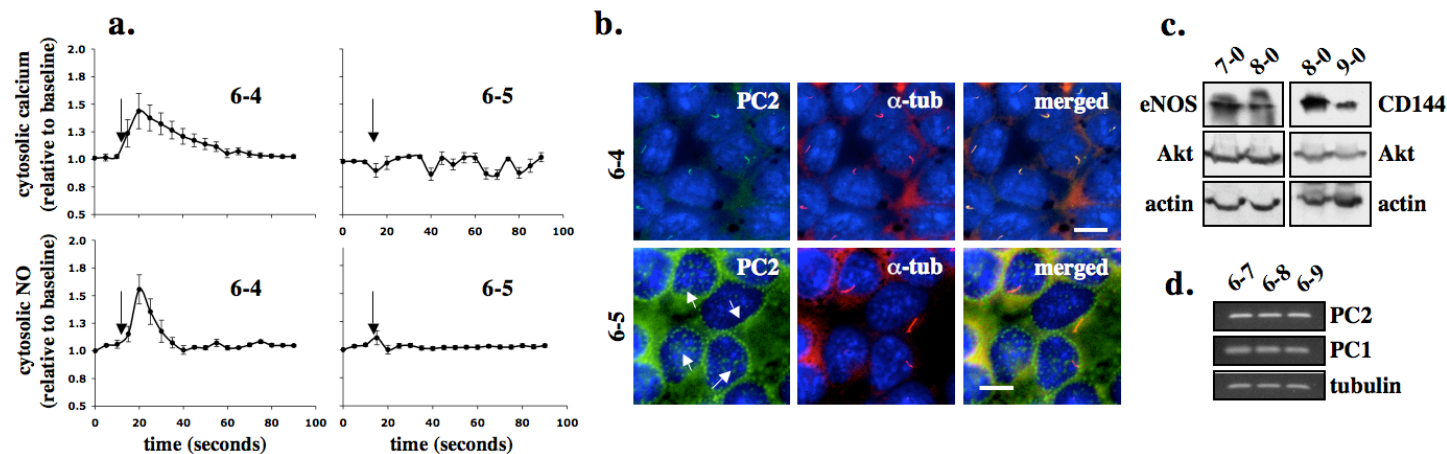 a.
cytosolic calcium
(relative to baseline)
2.0
1.8
1.5
1.3
1.0
0.8
0.5
6-4
6-5
cytosolic NO
(relative to baseline)
2.0
1.8
1.5
1.3
1.0
0.8
0.5
6-4
6-5
0 20 40 60 80 100
0 20 40 60 80 100
time (seconds)
time (seconds)
b.
6-4
PC2
α-tub
merged
6-5
PC2
α-tub
merged
c.
7-0 8-0 8-0 9-0
eNOS CD144
Akt Akt
actin actin
d.
6-7 6-8 6-9
PC2
PC1
tubulin